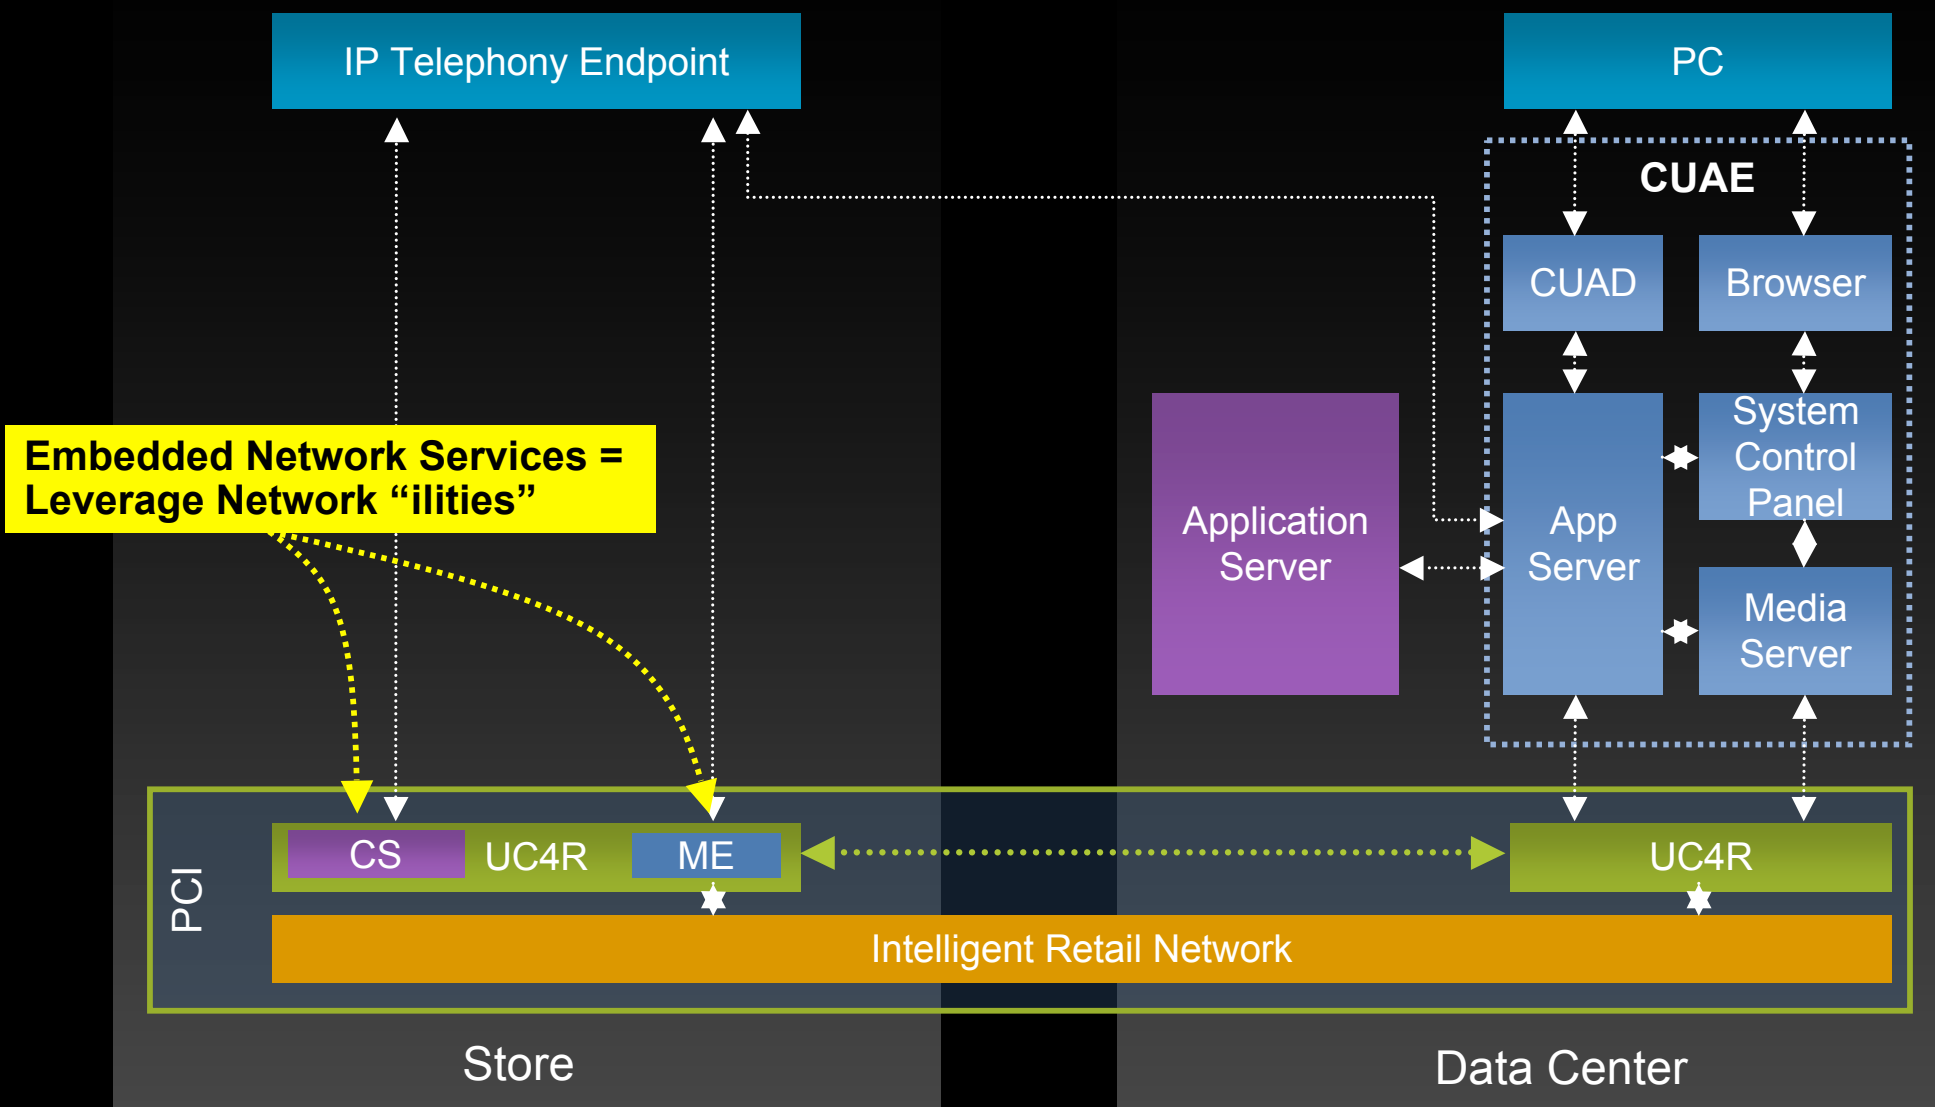 IP Telephony Endpoint
PC
CUAE
CUAD
Browser
Embedded Network Services =
Leverage Network “ilities”
Application
Server
App
Server
System
Control
Panel
Media
Server
PCI
CS
UC4R
ME
UC4R
Intelligent Retail Network
Store
Data Center